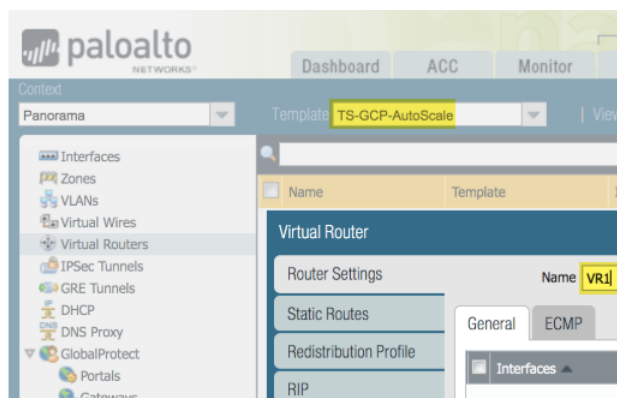 paloalto
NETWORKS®
Dashboard ACC Monitor
Context
Panorama Template TS-GCP-AutoScale View
Interfaces
Zones
VLANs
Virtual Wires
Virtual Routers
IPSec Tunnels
GRE Tunnels
DHCP
DNS Proxy
GlobalProtect
Portals
Gateways
Name Template
Virtual Router
Router Settings
Static Routes
Redistribution Profile
RIP
Name VR1
General ECMP
Interfaces